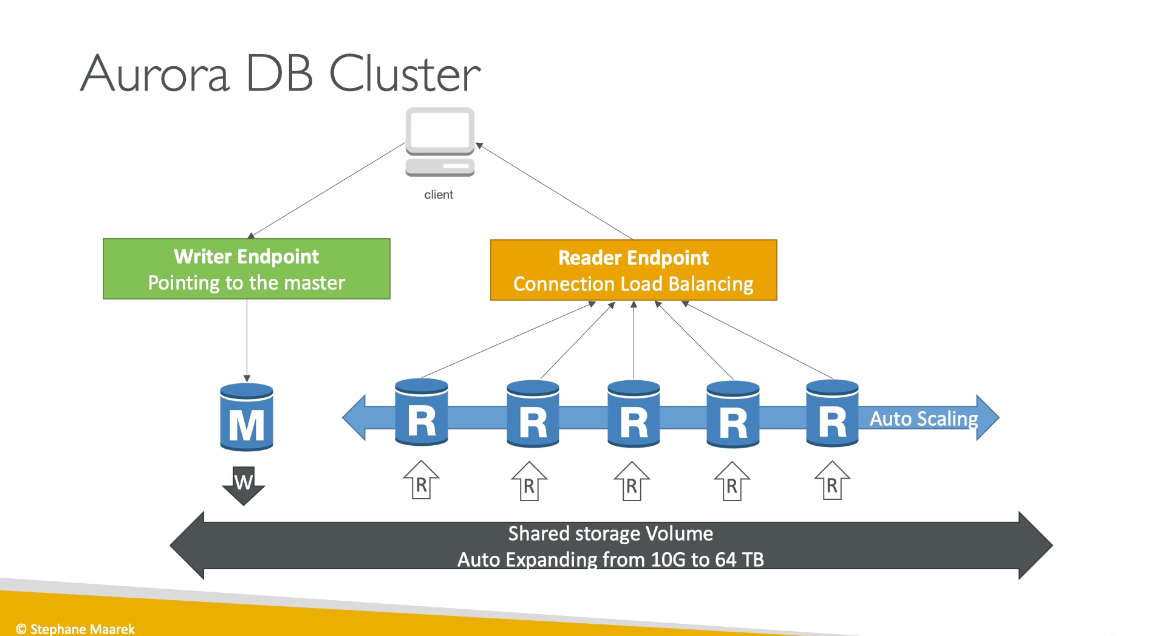 Aurora DB Cluster
client
Writer Endpoint
Pointing to the master
Reader Endpoint
Connection Load Balancing
M
R
R
R
R
R
Auto Scaling
W
R
R
R
R
R
Shared storage Volume
Auto Expanding from 10G to 64 TB
© Stephane Maarek